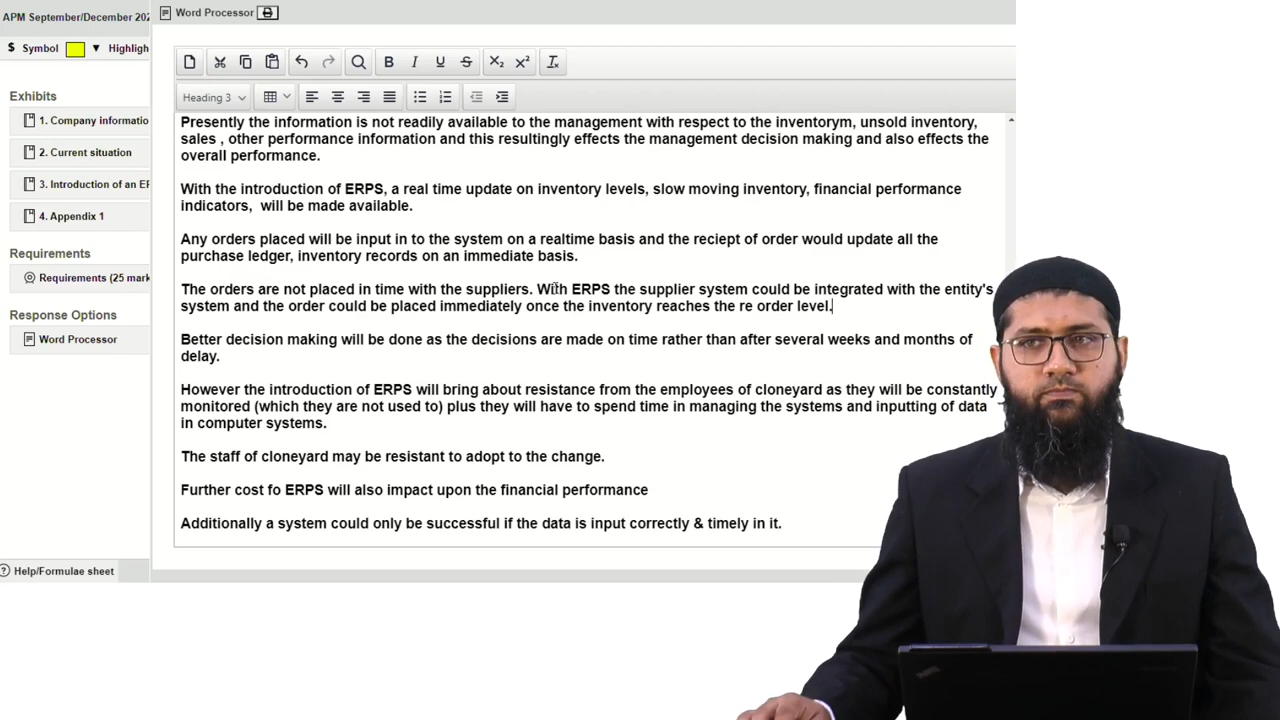 APM September/December 202
Word Processor
$ Symbol
Highligh
Heading 3
Exhibits
1. Company informatio
2. Current situation
3. Introduction of an EF
4. Appendix 1
Requirements
Requirements (25 mark
Response Options
Word Processor
Help/Formulae sheet
Presently the information is not readily available to the management with respect to the inventorym, unsold inventory,
sales , other performance information and this resultingly effects the management decision making and also effects the
overall performance.
With the introduction of ERPS, a real time update on inventory levels, slow moving inventory, financial performance
indicators,  will be made available.
Any orders placed will be input in to the system on a realtime basis and the reciept of order would update all the
purchase ledger, inventory records on an immediate basis.
The orders are not placed in time with the suppliers. With ERPS the supplier system could be integrated with the entity's
system and the order could be placed immediately once the inventory reaches the re order level.
Better decision making will be done as the decisions are made on time rather than after several weeks and months of
delay.
However the introduction of ERPS will bring about resistance from the employees of cloneyard as they will be constantly
monitored (which they are not used to) plus they will have to spend time in managing the systems and inputting of data
in computer systems.
The staff of cloneyard may be resistant to adopt to the change.
Further cost fo ERPS will also impact upon the financial performance
Additionally a system could only be successful if the data is input correctly & timely in it.